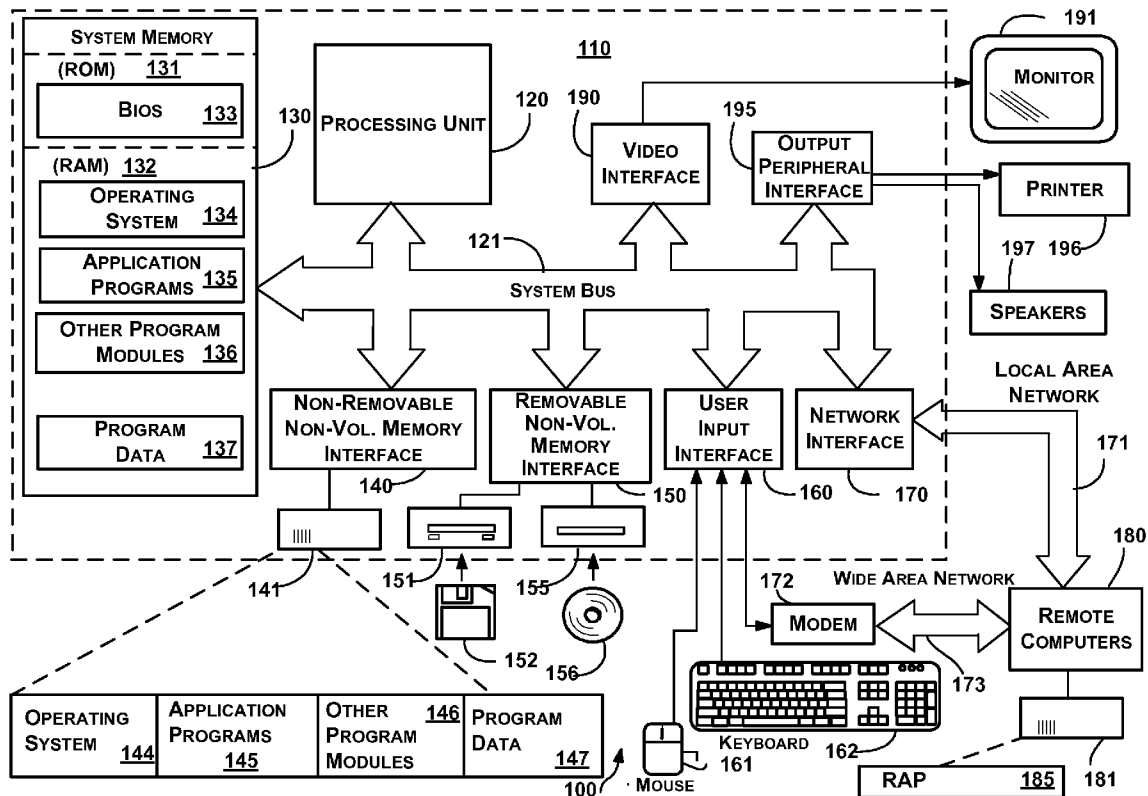 SYSTEM MEMORY
(ROM) 131
BIOS 133
(RAM) 132
OPERATING
SYSTEM 134
APPLICATION
PROGRAMS 135
OTHER PROGRAM
MODULES 136
PROGRAM
DATA 137
130
110
PROCESSING UNIT
120
190
VIDEO
INTERFACE
195
OUTPUT
PERIPHERAL
INTERFACE
191
MONITOR
PRINTER
196
197
SPEAKERS
121
SYSTEM BUS
NON-REMOVABLE
NON-VOL. MEMORY
INTERFACE
140
REMOVABLE
NON-VOL.
MEMORY
INTERFACE
150
USER
INPUT
INTERFACE
160
NETWORK
INTERFACE
170
LOCAL AREA
NETWORK
171
141
151
152
155
156
172
MODEM
WIDE AREA NETWORK
173
180
REMOTE
COMPUTERS
181
RAP 185
KEYBOARD
162
161
MOUSE
100
OPERATING
SYSTEM 144
APPLICATION
PROGRAMS
145
OTHER
PROGRAM
MODULES
146
PROGRAM
DATA 147